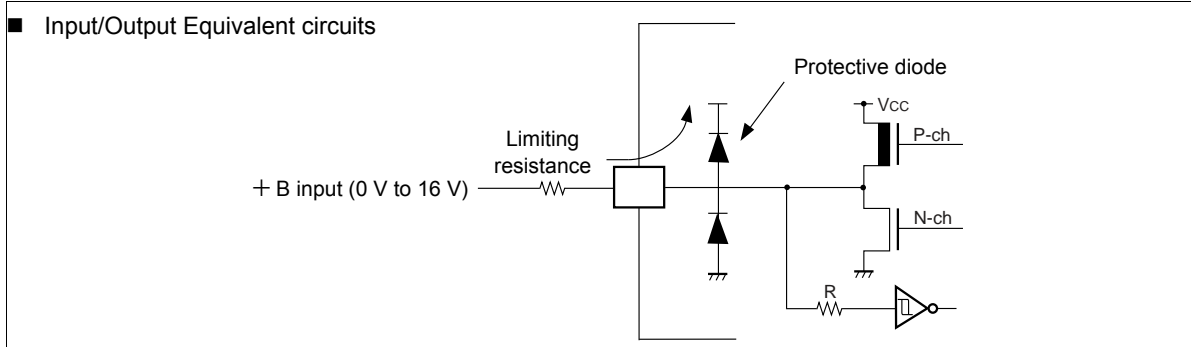 ■ Input/Output Equivalent circuits
Protective diode
Vcc
P-ch
Limiting
resistance
+ B input (0 V to 16 V)
N-ch
R